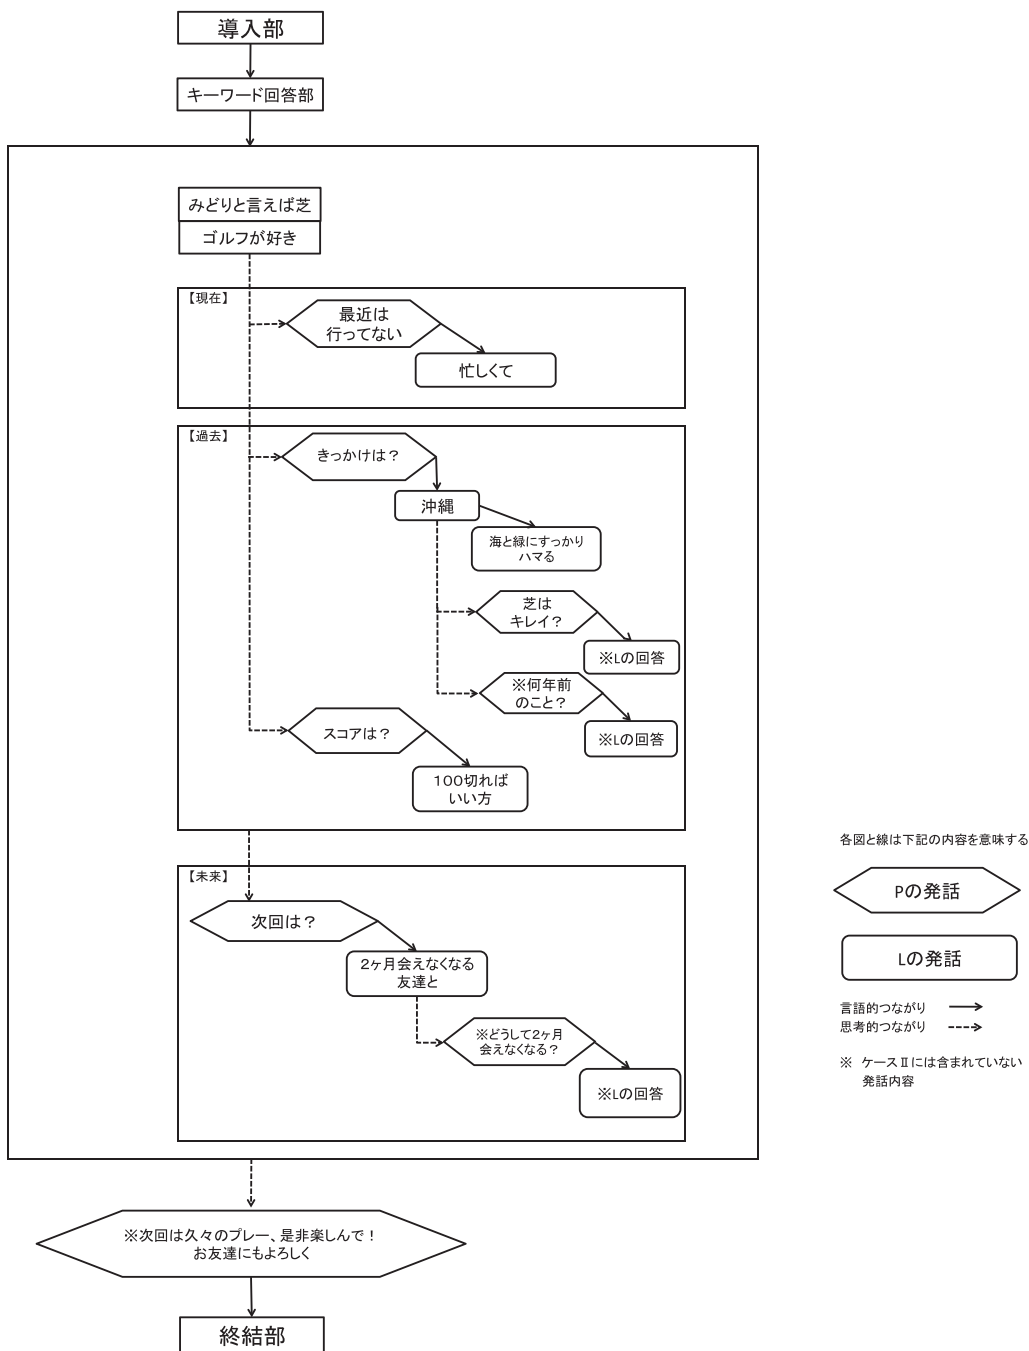 導入部
キーワード回答部
みどりと言えば芝
ゴルフが好き
【現在】
最近は
行ってない
忙しくて
【過去】
きっかけは？
沖縄
海と緑にすっかり
ハマる
芝は
キレイ？
※Lの回答
※何年前
のこと？
※Lの回答
スコアは？
100切れば
いい方
【未来】
次回は？
2ヶ月会えなくなる
友達と
※どうして2ヶ月
会えなくなる？
※Lの回答
※次回は久々のプレー、是非楽しんで！
お友達にもよろしく
終結部
各図と線は下記の内容を意味する
Pの発話
Lの発話
言語的つながり
思考的つながり
※ ケースⅡには含まれていない
発話内容